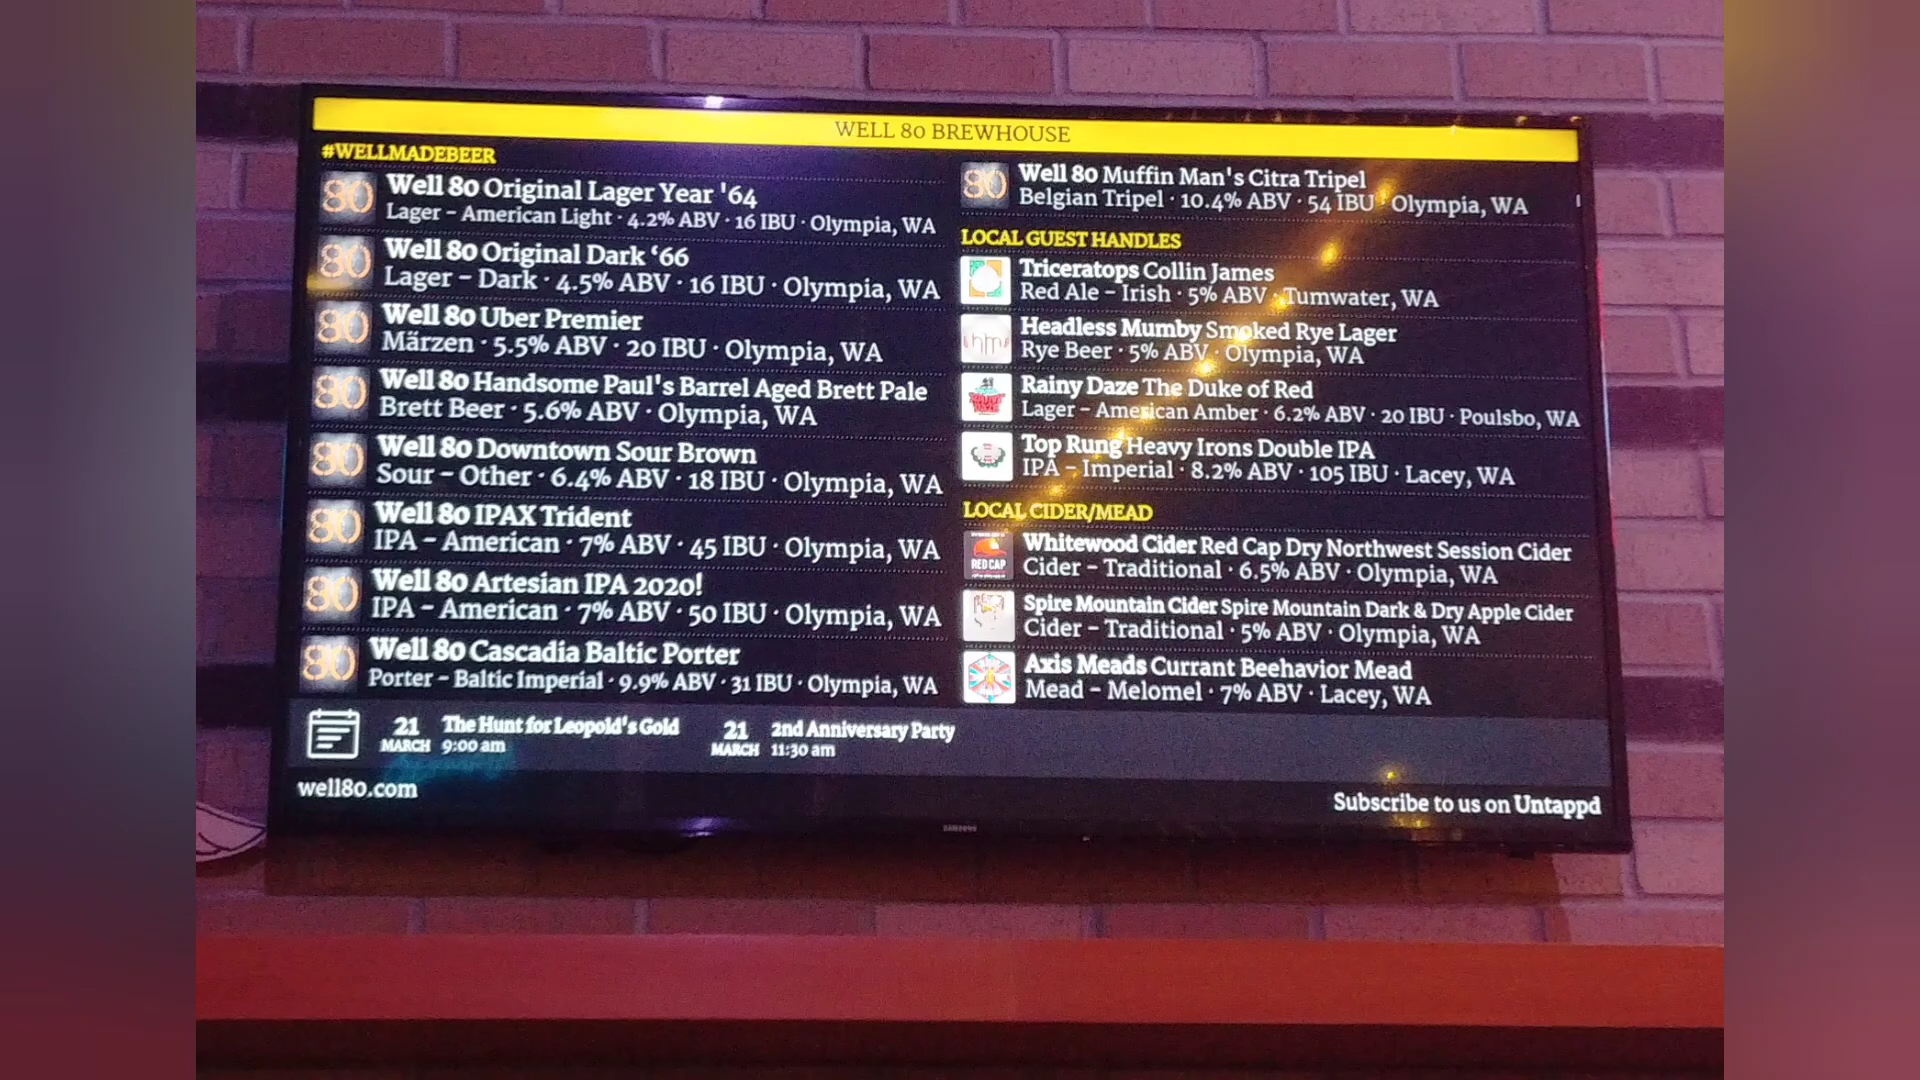 WELL 80 BREWHOUSE
#WELLMADEBEER
80
Well 80 Original Lager Year '64
Lager – American Light · 4.2% ABV · 16 IBU · Olympia, WA
80
Well 80 Original Dark ‘66
Lager – Dark · 4.5% ABV · 16 IBU · Olympia, WA
80
Well 80 Uber Premier
Märzen · 5.5% ABV · 20 IBU · Olympia, WA
80
Well 80 Handsome Paul's Barrel Aged Brett Pale
Brett Beer · 5.6% ABV · Olympia, WA
80
Well 80 Downtown Sour Brown
Sour – Other · 6.4% ABV · 18 IBU · Olympia, WA
80
Well 80 IPAX Trident
IPA – American · 7% ABV · 45 IBU · Olympia, WA
80
Well 80 Artesian IPA 2020!
IPA – American · 7% ABV · 50 IBU · Olympia, WA
80
Well 80 Cascadia Baltic Porter
Porter – Baltic Imperial · 9.9% ABV · 31 IBU · Olympia, WA
80
Well 80 Muffin Man's Citra Tripel
Belgian Tripel · 10.4% ABV · 54 IBU · Olympia, WA
LOCAL GUEST HANDLES
Triceratops Collin James
Red Ale – Irish · 5% ABV · Tumwater, WA
hm
Headless Mumby Smoked Rye Lager
Rye Beer · 5% ABV · Olympia, WA
Rainy Daze The Duke of Red
Lager – American Amber · 6.2% ABV · 20 IBU · Poulsbo, WA
Top Rung Heavy Irons Double IPA
IPA – Imperial · 8.2% ABV · 105 IBU · Lacey, WA
LOCAL CIDER/MEAD
RED CAP
Whitewood Cider Red Cap Dry Northwest Session Cider
Cider – Traditional · 6.5% ABV · Olympia, WA
Spire Mountain Cider Spire Mountain Dark & Dry Apple Cider
Cider – Traditional · 5% ABV · Olympia, WA
Axis Meads Currant Beehavior Mead
Mead – Melomel · 7% ABV · Lacey, WA
21 MARCH
The Hunt for Leopold's Gold
9:00 am
21 MARCH
2nd Anniversary Party
11:30 am
well80.com
Subscribe to us on Untappd
SAMSUNG